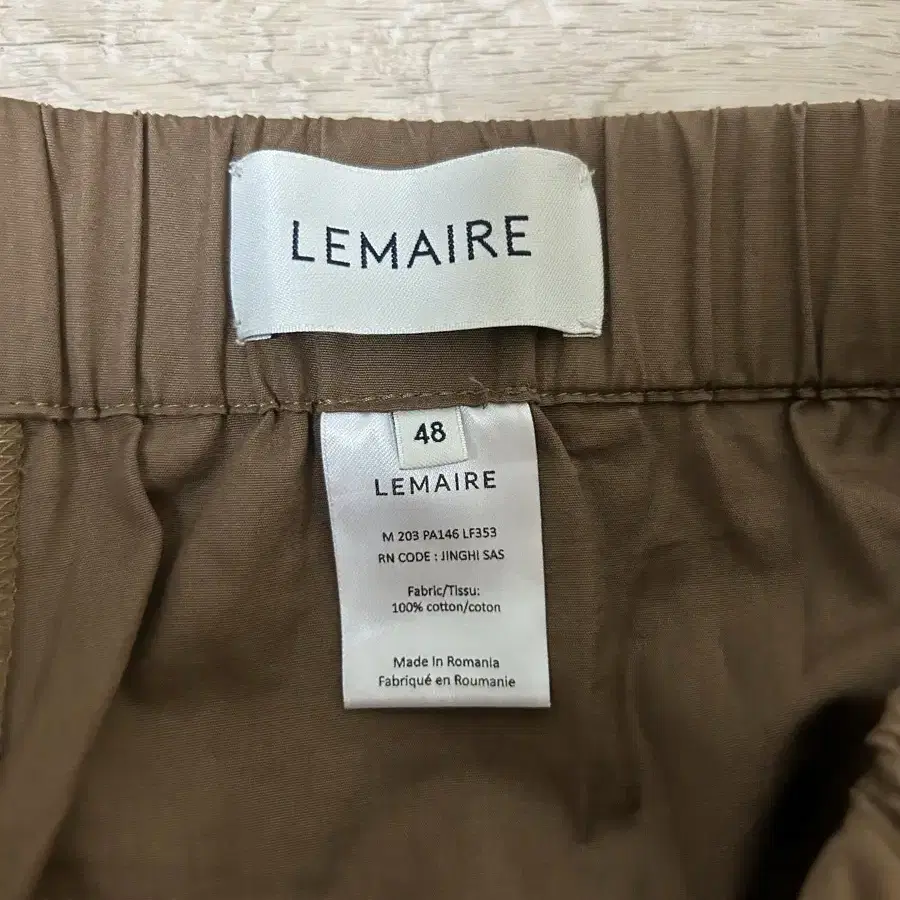 LEMAIRE
48
LEMAIRE
M 203 PA146 LF353
RN CODE : JINGHI SAS
Fabric/Tissu:
100% cotton/coton
Made In Romania
Fabriqué en Roumanie